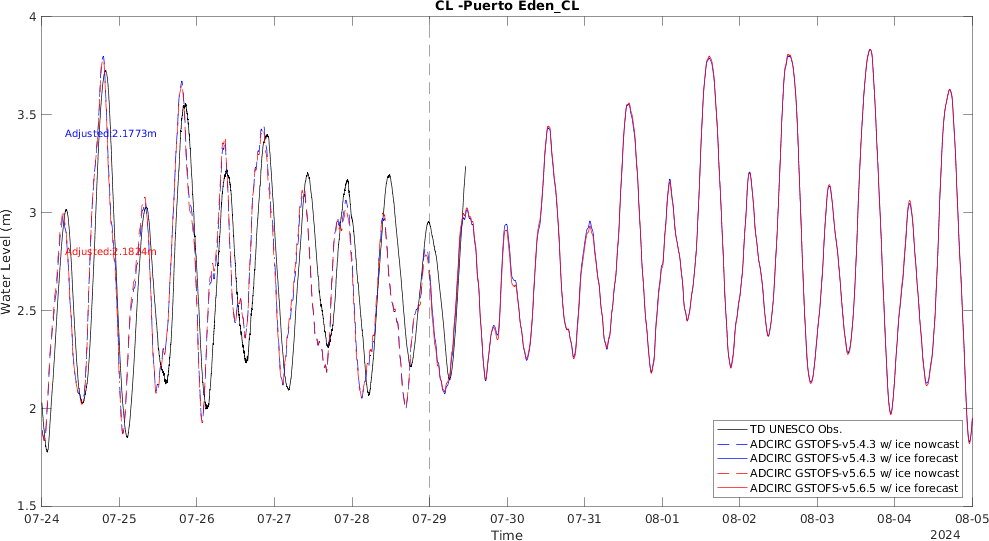 CL -Puerto Eden_CL
4
3.5
3
2.5
2
1.5
Water Level (m)
Adjusted:2.1773m
Adjusted:2.1824m
TD UNESCO Obs.
ADCIRC GSTOFS-v5.4.3 w/ ice nowcast
ADCIRC GSTOFS-v5.4.3 w/ ice forecast
ADCIRC GSTOFS-v5.6.5 w/ ice nowcast
ADCIRC GSTOFS-v5.6.5 w/ ice forecast
07-24 07-25 07-26 07-27 07-28 07-29 07-30 07-31 08-01 08-02 08-03 08-04 08-05
Time
2024